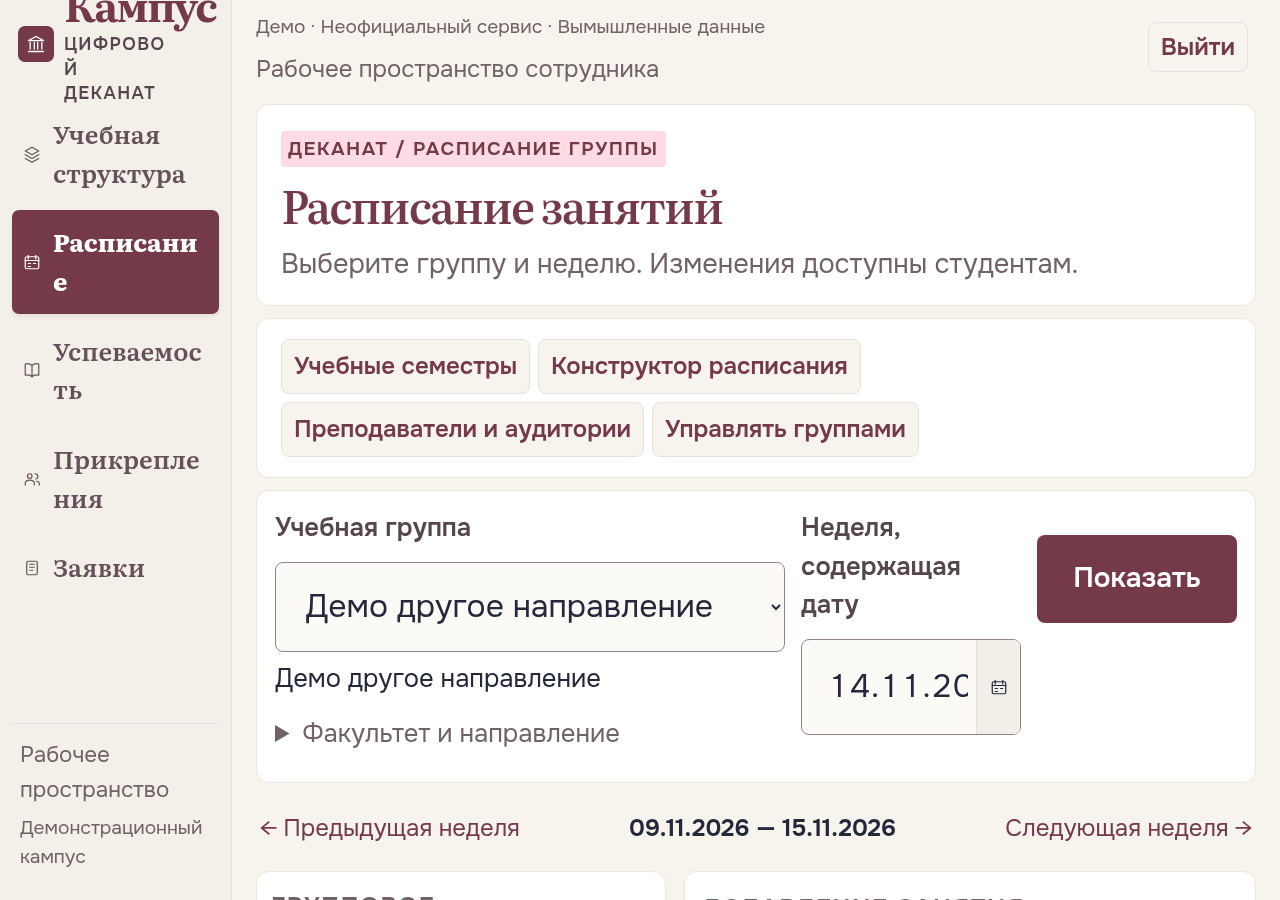 Кампус
ЦИФРОВО
Й
ДЕКАНАТ
Учебная
структура
Расписани
е
Успеваемос
ть
Прикрепле
ния
Заявки
Рабочее
пространство
Демонстрационный
кампус
Демо · Неофициальный сервис · Вымышленные данные
Рабочее пространство сотрудника
Выйти
ДЕКАНАТ / РАСПИСАНИЕ ГРУППЫ
Расписание занятий
Выберите группу и неделю. Изменения доступны студентам.
Учебные семестры
Конструктор расписания
Преподаватели и аудитории
Управлять группами
Учебная группа
Демо другое направление
Демо другое направление
Факультет и направление
Неделя,
содержащая
дату
14.11.20
Показать
← Предыдущая неделя
09.11.2026 — 15.11.2026
Следующая неделя →